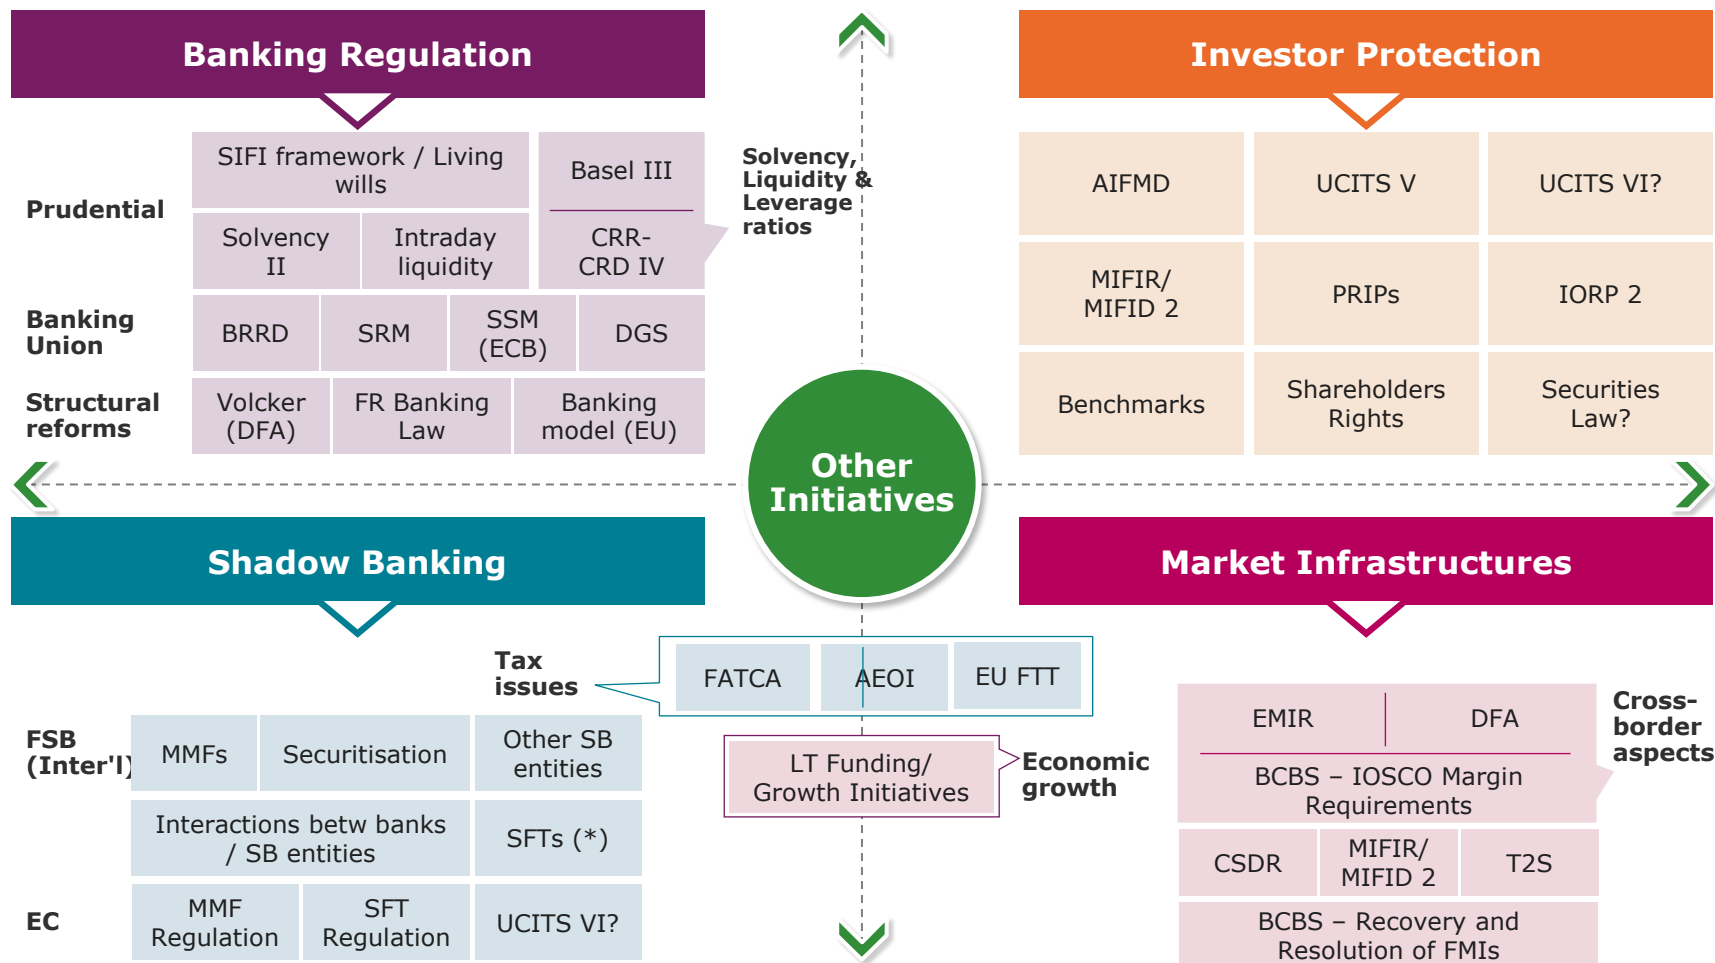 Banking Regulation
Prudential
SIFI framework / Living
wills
Basel III
Solvency
II
Intraday
liquidity
CRR-
CRD IV
Solvency,
Liquidity &
Leverage
ratios
Banking
Union
BRRD
SRM
SSM
(ECB)
DGS
Structural
reforms
Volcker
(DFA)
FR Banking
Law
Banking
model (EU)
Investor Protection
AIFMD
UCITS V
UCITS VI?
MIFIR/
MIFID 2
PRIPs
IORP 2
Benchmarks
Shareholders
Rights
Securities
Law?
Other
Initiatives
Shadow Banking
Tax
issues
FATCA
AEOI
EU FTT
LT Funding/
Growth Initiatives
Economic
growth
FSB
(Inter'l)
MMFs
Securitisation
Other SB
entities
Interactions betw banks
/ SB entities
SFTs (*)
EC
MMF
Regulation
SFT
Regulation
UCITS VI?
Market Infrastructures
EMIR
DFA
BCBS – IOSCO Margin
Requirements
Cross-
border
aspects
CSDR
MIFIR/
MIFID 2
T2S
BCBS – Recovery and
Resolution of FMIs